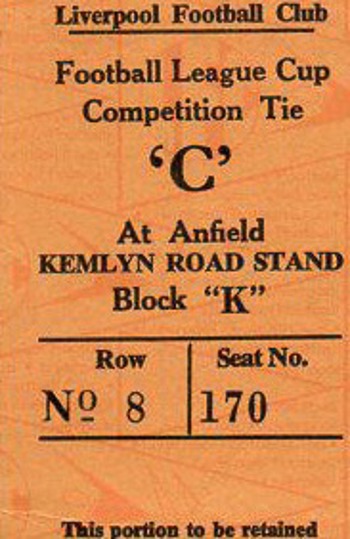 Liverpool Football Club
Football League Cup
Competition Tie
‘C’
At Anfield
KEMLYN ROAD STAND
Block “K”
Row Seat No.
Nº 8 170
This portion to be retained